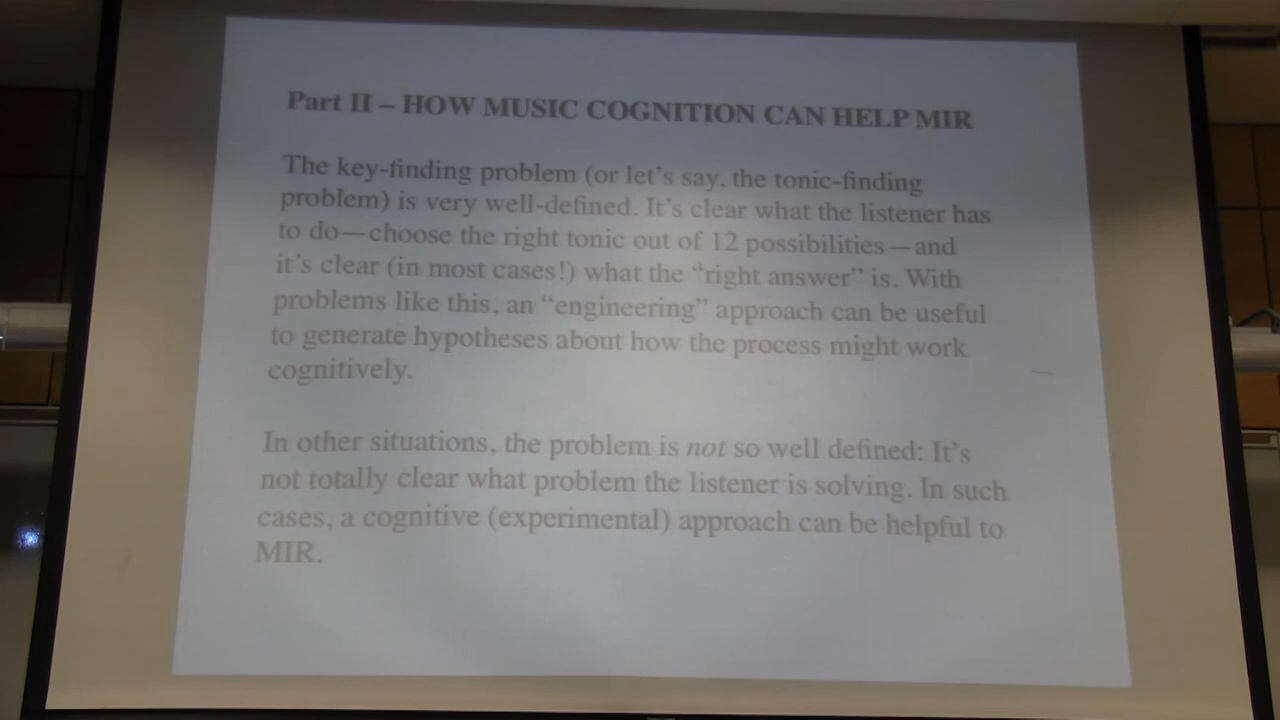 Part II – HOW MUSIC COGNITION CAN HELP MIR
The key-finding problem (or let's say, the tonic-finding
problem) is very well-defined. It's clear what the listener has
to do—choose the right tonic out of 12 possibilities—and
it's clear (in most cases!) what the "right answer" is. With
problems like this, an "engineering" approach can be useful
to generate hypotheses about how the process might work
cognitively.
In other situations, the problem is not so well defined: It's
not totally clear what problem the listener is solving. In such
cases, a cognitive (experimental) approach can be helpful to
MIR.